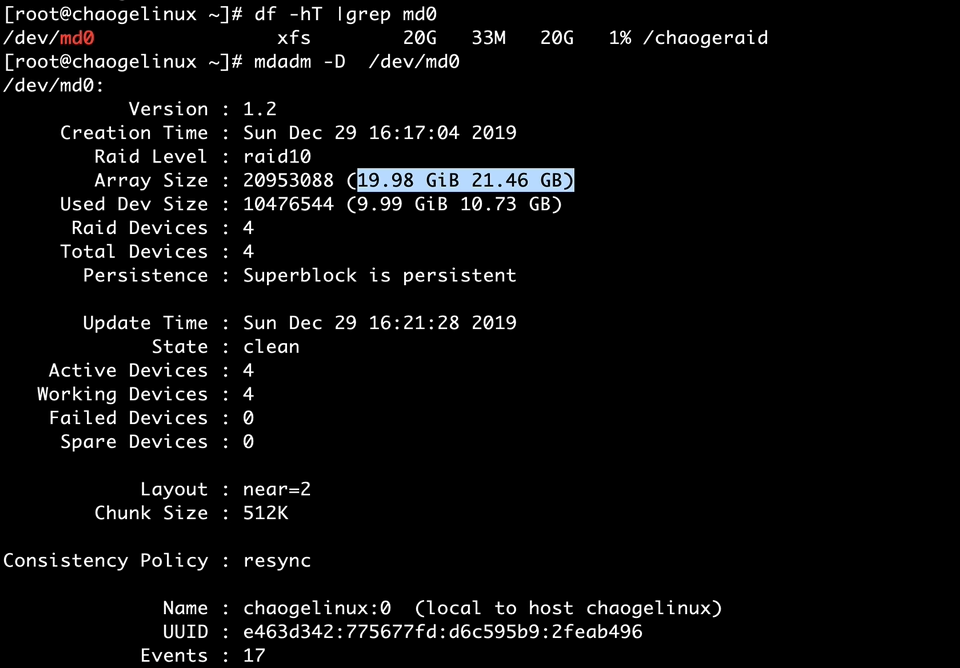 [root@chaogelinux ~]# df -hT |grep md0
/dev/md0                xfs        20G   33M   20G   1% /chaogeraid
[root@chaogelinux ~]# mdadm -D  /dev/md0
/dev/md0:
           Version : 1.2
     Creation Time : Sun Dec 29 16:17:04 2019
        Raid Level : raid10
        Array Size : 20953088 (19.98 GiB 21.46 GB)
     Used Dev Size : 10476544 (9.99 GiB 10.73 GB)
      Raid Devices : 4
     Total Devices : 4
       Persistence : Superblock is persistent

       Update Time : Sun Dec 29 16:21:28 2019
             State : clean
    Active Devices : 4
   Working Devices : 4
    Failed Devices : 0
     Spare Devices : 0

            Layout : near=2
        Chunk Size : 512K

Consistency Policy : resync

              Name : chaogelinux:0  (local to host chaogelinux)
              UUID : e463d342:775677fd:d6c595b9:2feab496
            Events : 17